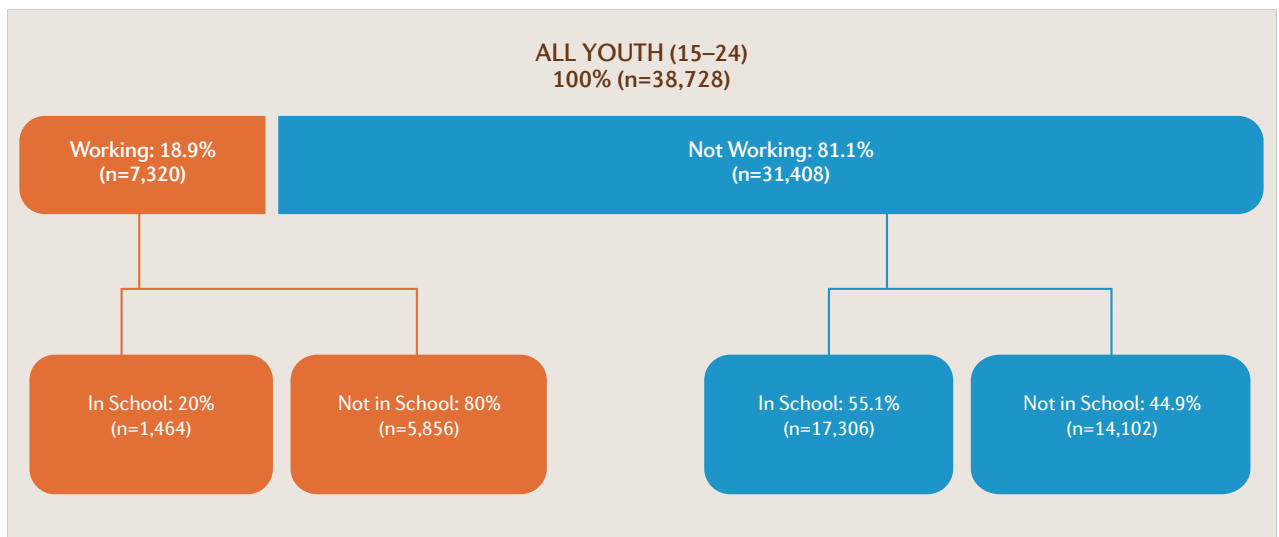 ALL YOUTH (15–24)
100% (n=38,728)
Working: 18.9%
(n=7,320)
Not Working: 81.1%
(n=31,408)
In School: 20%
(n=1,464)
Not in School: 80%
(n=5,856)
In School: 55.1%
(n=17,306)
Not in School: 44.9%
(n=14,102)